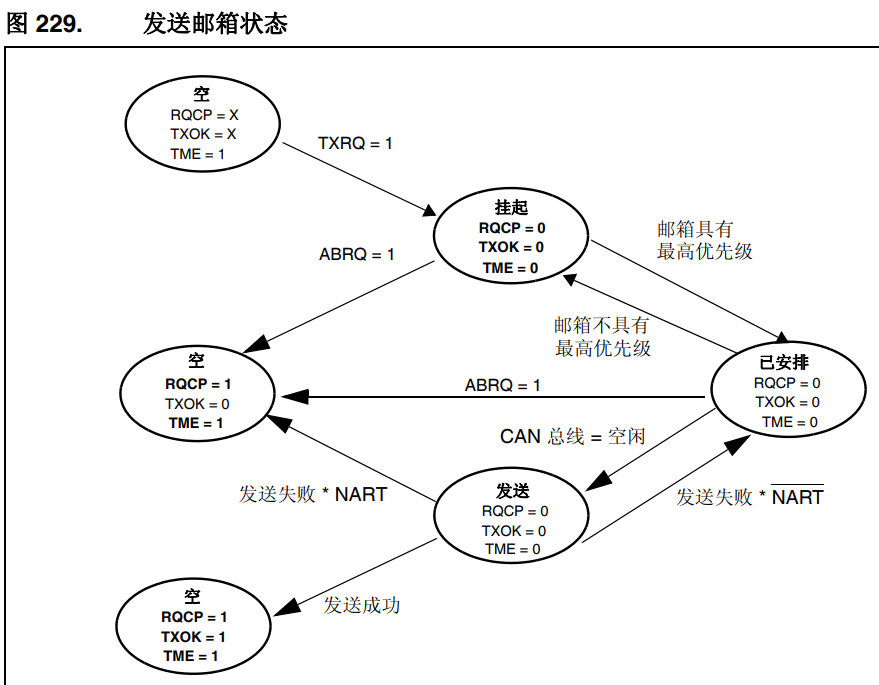 图 229. 发送邮箱状态
空
RQCP = X
TXOK = X
TME = 1
TXRQ = 1
挂起
RQCP = 0
TXOK = 0
TME = 0
邮箱具有
最高优先级
ABRQ = 1
邮箱不具有
最高优先级
空
RQCP = 1
TXOK = 0
TME = 1
已安排
RQCP = 0
TXOK = 0
TME = 0
ABRQ = 1
CAN 总线 = 空闲
发送失败 * NART
发送
RQCP = 0
TXOK = 0
TME = 0
发送失败 * N̅A̅R̅T̅
空
RQCP = 1
TXOK = 1
TME = 1
发送成功